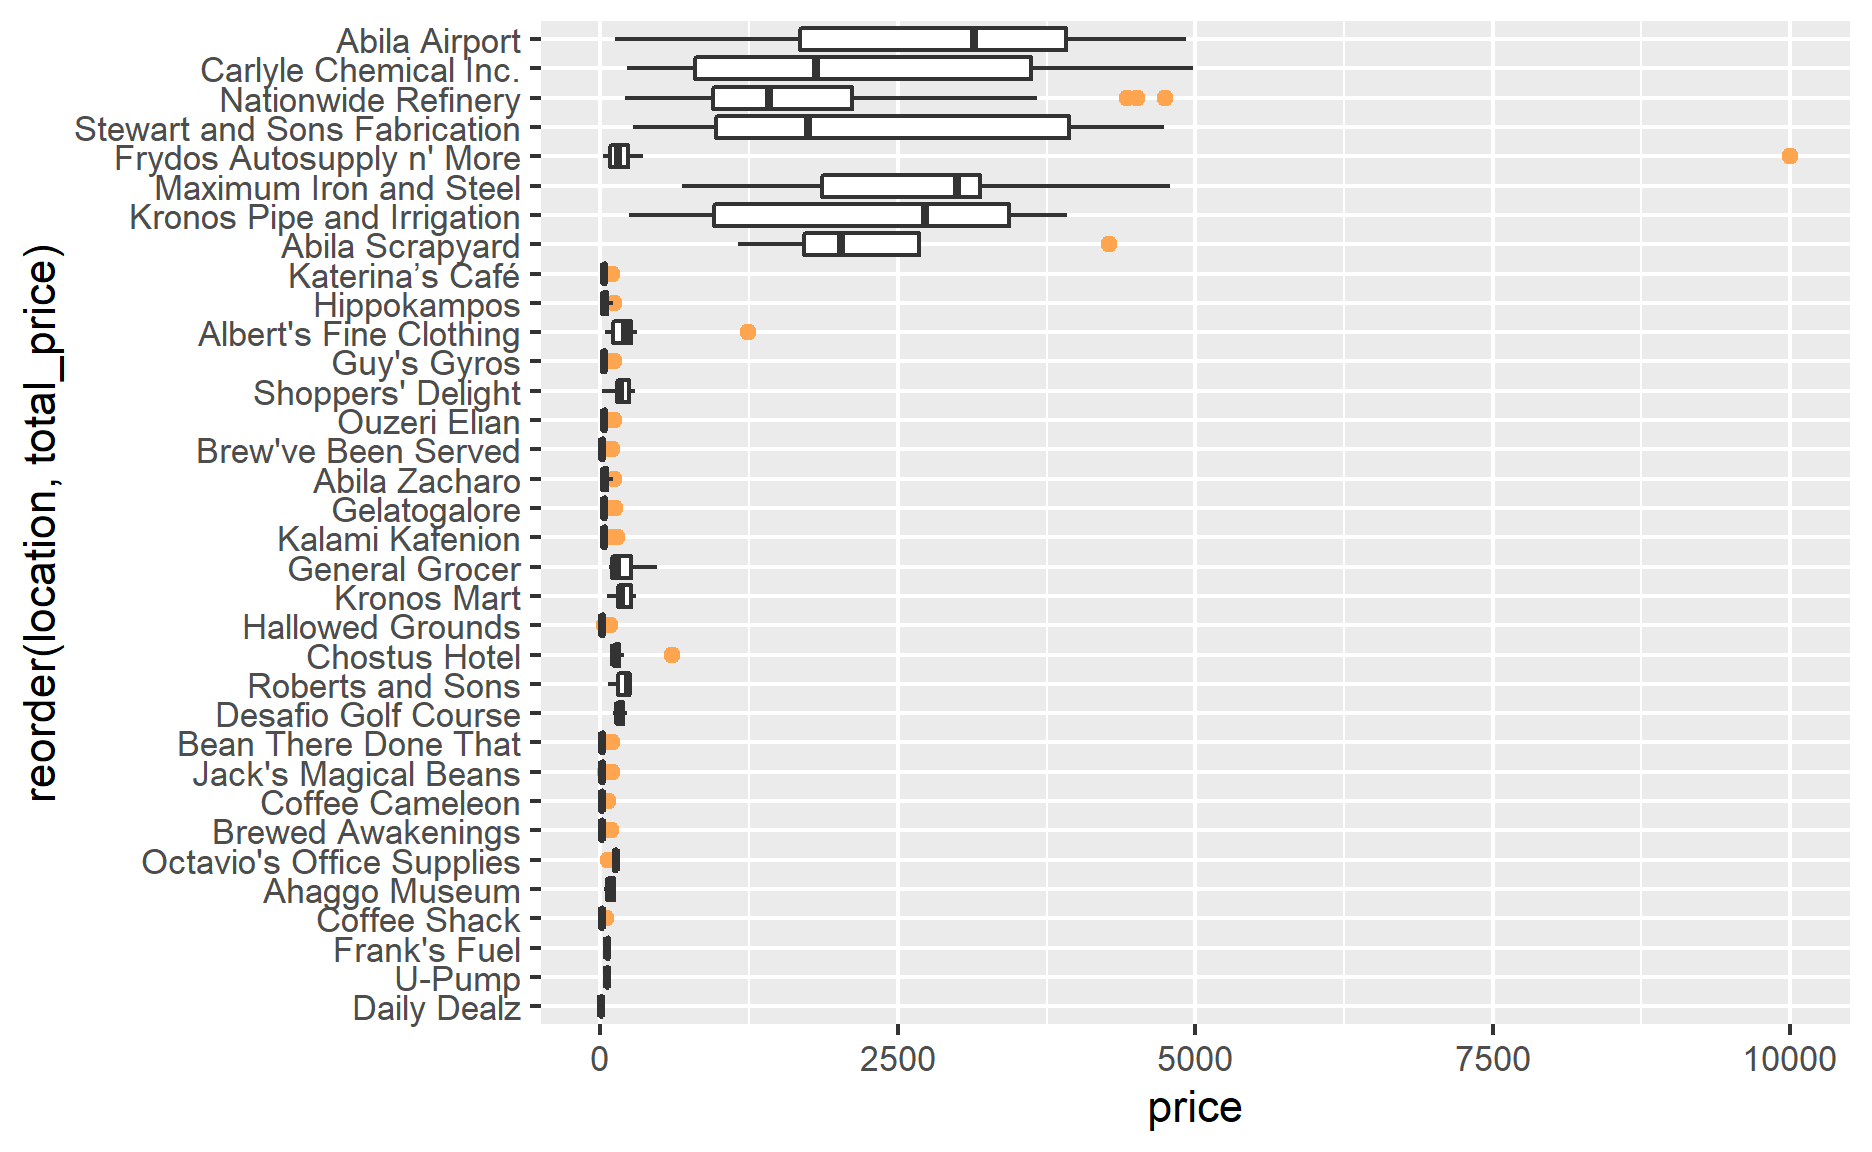 reorder(location, total_price)
Abila Airport
Carlyle Chemical Inc.
Nationwide Refinery
Stewart and Sons Fabrication
Frydos Autosupply n' More
Maximum Iron and Steel
Kronos Pipe and Irrigation
Abila Scrapyard
Katerina’s Café
Hippokampos
Albert's Fine Clothing
Guy's Gyros
Shoppers' Delight
Ouzeri Elian
Brew've Been Served
Abila Zacharo
Gelatogalore
Kalami Kafenion
General Grocer
Kronos Mart
Hallowed Grounds
Chostus Hotel
Roberts and Sons
Desafio Golf Course
Bean There Done That
Jack's Magical Beans
Coffee Cameleon
Brewed Awakenings
Octavio's Office Supplies
Ahaggo Museum
Coffee Shack
Frank's Fuel
U-Pump
Daily Dealz
0 2500 5000 7500 10000
price